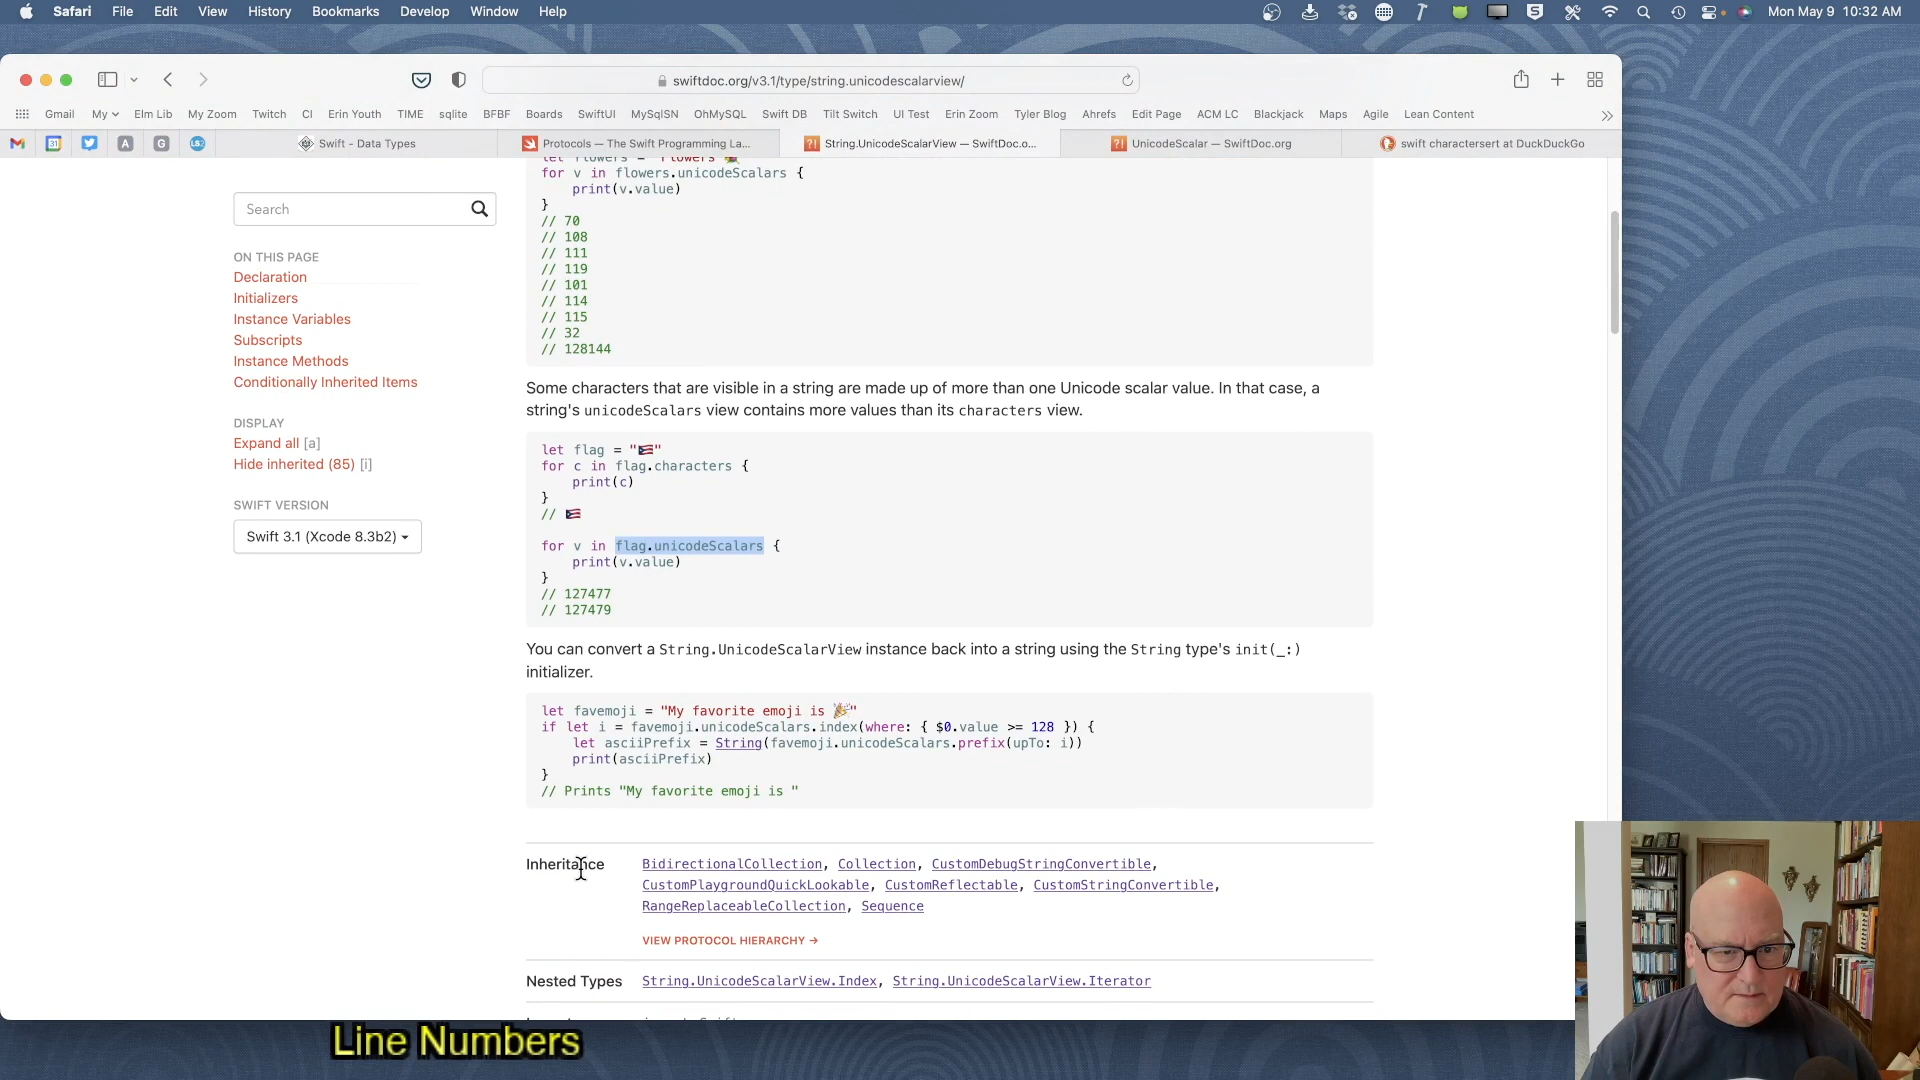 Safari File Edit View History Bookmarks Develop Window Help Mon May 9 10:32 AM
swiftdoc.org/v3.1/type/string.unicodescalarview/
Gmail My Elm Lib My Zoom Twitch CI Erin Youth TIME sqlite BFBF Boards SwiftUI MySqlSN OhMySQL Swift DB Tilt Switch UI Test Erin Zoom Tyler Blog Ahrefs Edit Page ACM LC Blackjack Maps Agile Lean Content
31 A G Swift - Data Types Protocols — The Swift Programming La... String.UnicodeScalarView — SwiftDoc.o... UnicodeScalar — SwiftDoc.org swift charactersert at DuckDuckGo
Search
ON THIS PAGE
Declaration
Initializers
Instance Variables
Subscripts
Instance Methods
Conditionally Inherited Items
DISPLAY
Expand all [a]
Hide inherited (85) [i]
SWIFT VERSION
Swift 3.1 (Xcode 8.3b2)
let flowers = "Flowers 💐"
for v in flowers.unicodeScalars {
print(v.value)
}
// 70
// 108
// 111
// 119
// 101
// 114
// 115
// 32
// 128144
Some characters that are visible in a string are made up of more than one Unicode scalar value. In that case, a
string's unicodeScalars view contains more values than its characters view.
let flag = "🇵🇷"
for c in flag.characters {
print(c)
}
// 🇵🇷
for v in flag.unicodeScalars {
print(v.value)
}
// 127477
// 127479
You can convert a String.UnicodeScalarView instance back into a string using the String type's init(_:)
initializer.
let favemoji = "My favorite emoji is 🎉"
if let i = favemoji.unicodeScalars.index(where: { $0.value >= 128 }) {
let asciiPrefix = String(favemoji.unicodeScalars.prefix(upTo: i))
print(asciiPrefix)
}
// Prints "My favorite emoji is "
Inheritance BidirectionalCollection, Collection, CustomDebugStringConvertible,
CustomPlaygroundQuickLookable, CustomReflectable, CustomStringConvertible,
RangeReplaceableCollection, Sequence
VIEW PROTOCOL HIERARCHY →
Nested Types String.UnicodeScalarView.Index, String.UnicodeScalarView.Iterator
Line Numbers